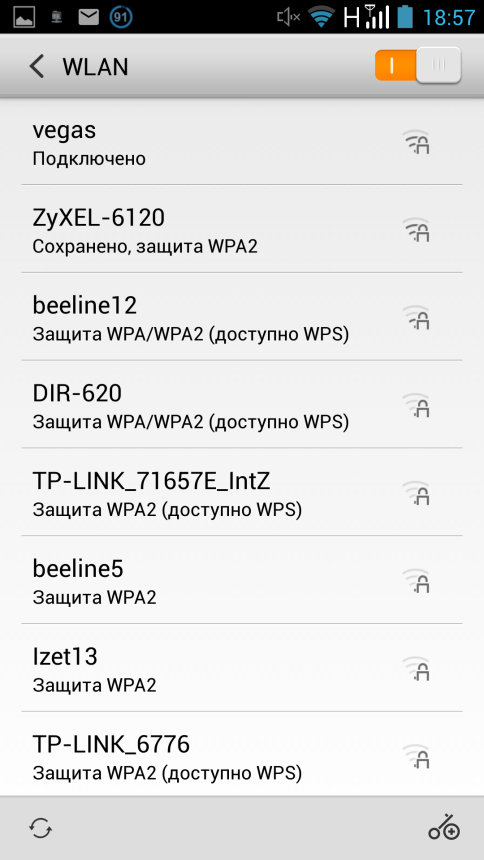 91 H 18:57
WLAN
vegas
Подключено
ZyXEL-6120
Сохранено, защита WPA2
beeline12
Защита WPA/WPA2 (доступно WPS)
DIR-620
Защита WPA/WPA2 (доступно WPS)
TP-LINK_71657E_IntZ
Защита WPA2 (доступно WPS)
beeline5
Защита WPA2
Izet13
Защита WPA2
TP-LINK_6776
Защита WPA2 (доступно WPS)